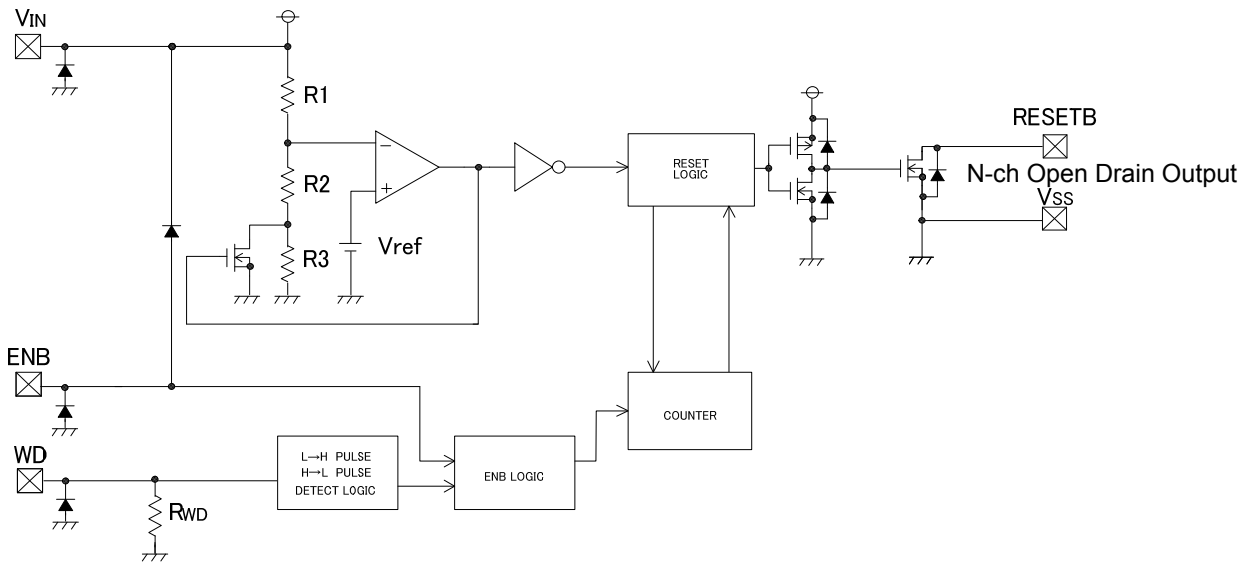 VIN
R1
R2
R3
−
+
Vref
RESET
LOGIC
RESETB
N-ch Open Drain Output
VSS
ENB
COUNTER
WD
L→H PULSE
H→L PULSE
DETECT LOGIC
ENB LOGIC
RWD